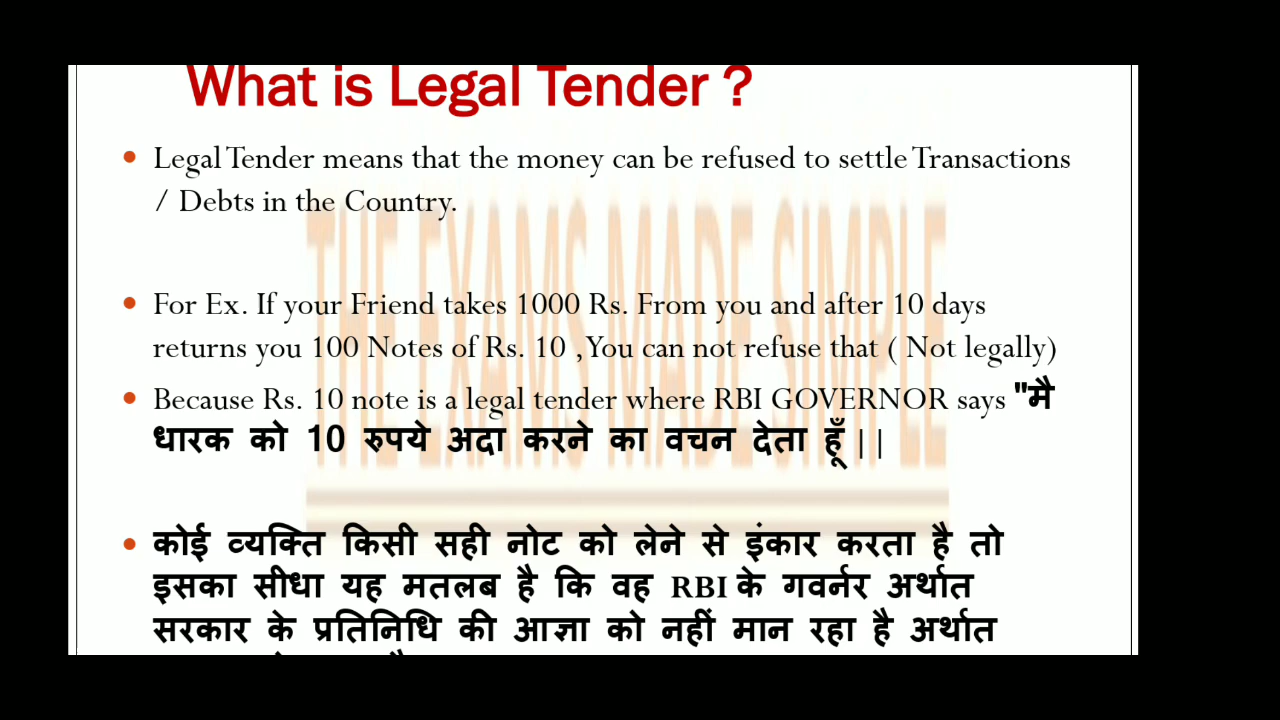 What is Legal Tender ?
Legal Tender means that the money can be refused to settle Transactions
/ Debts in the Country.
THE EXAMS MADE SIMPLE
For Ex. If your Friend takes 1000 Rs. From you and after 10 days
returns you 100 Notes of Rs. 10 ,You can not refuse that ( Not legally)
Because Rs. 10 note is a legal tender where RBI GOVERNOR says "मै
धारक को 10 रुपये अदा करने का वचन देता हूँ ||
कोई व्यक्ति किसी सही नोट को लेने से इंकार करता है तो
इसका सीधा यह मतलब है कि वह RBI के गवर्नर अर्थात
सरकार के प्रतिनिधि की आज्ञा को नहीं मान रहा है अर्थात